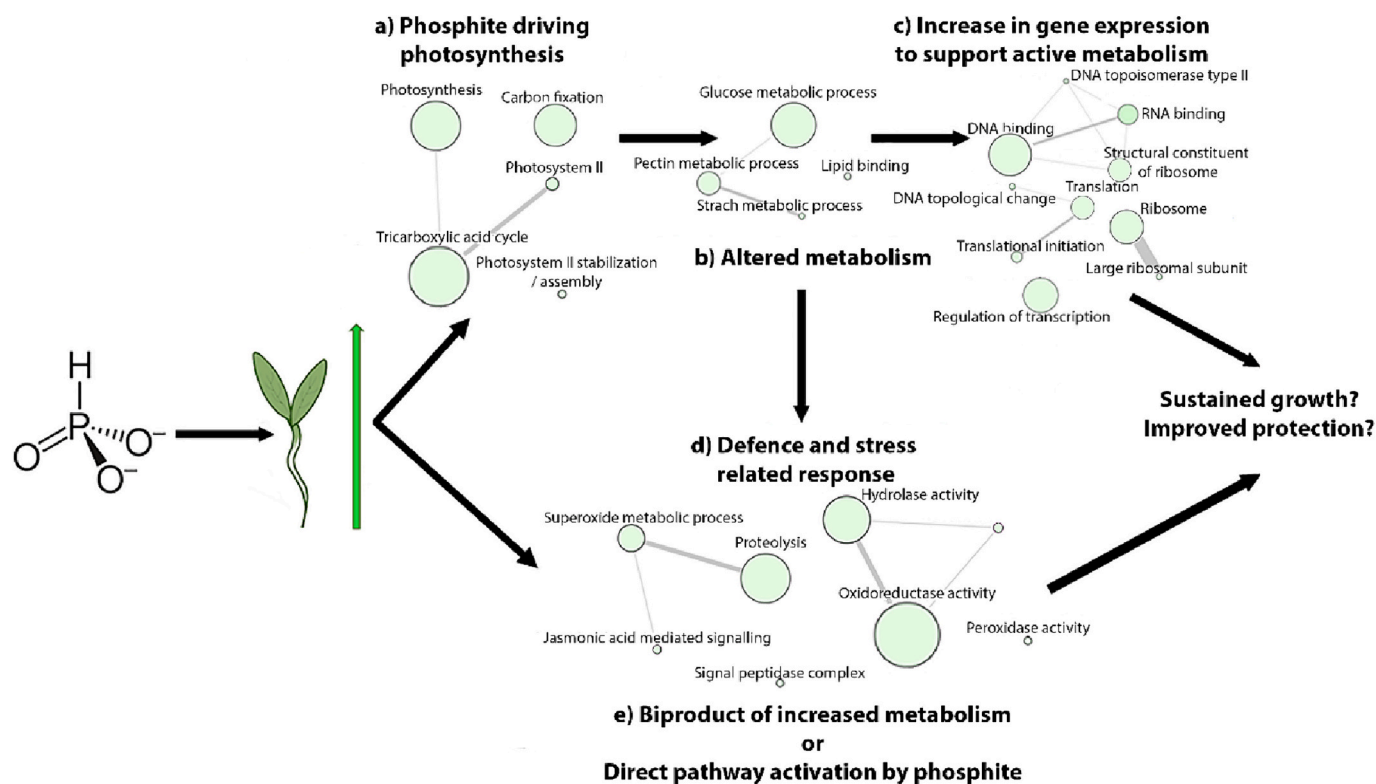 a) Phosphite driving
photosynthesis
Photosynthesis
Carbon fixation
Photosystem II
Tricarboxylic acid cycle
Photosystem II stabilization
/ assembly
Glucose metabolic process
Pectin metabolic process
Lipid binding
Strach metabolic process
b) Altered metabolism
c) Increase in gene expression
to support active metabolism
DNA topoisomerase type II
RNA binding
DNA binding
Structural constituent
of ribosome
DNA topological change
Translation
Ribosome
Translational initiation
Large ribosomal subunit
Regulation of transcription
H
P
O
O−
O−
Sustained growth?
Improved protection?
d) Defence and stress
related response
Hydrolase activity
Superoxide metabolic process
Proteolysis
Oxidoreductase activity
Jasmonic acid mediated signalling
Peroxidase activity
Signal peptidase complex
e) Biproduct of increased metabolism
or
Direct pathway activation by phosphite